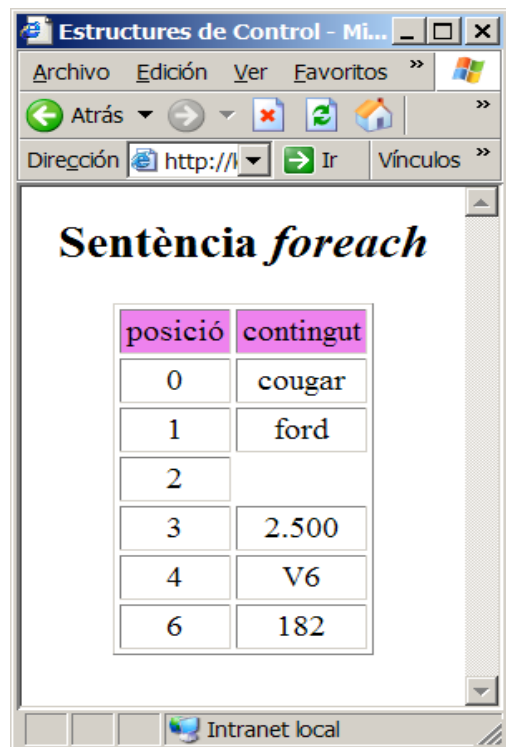 Estructures de Control - Mi...
Archivo Edición Ver Favoritos »
Atrás »
Dirección http:// Ir Vínculos »
Sentència foreach
posició contingut
0 cougar
1 ford
2
3 2.500
4 V6
6 182
Intranet local